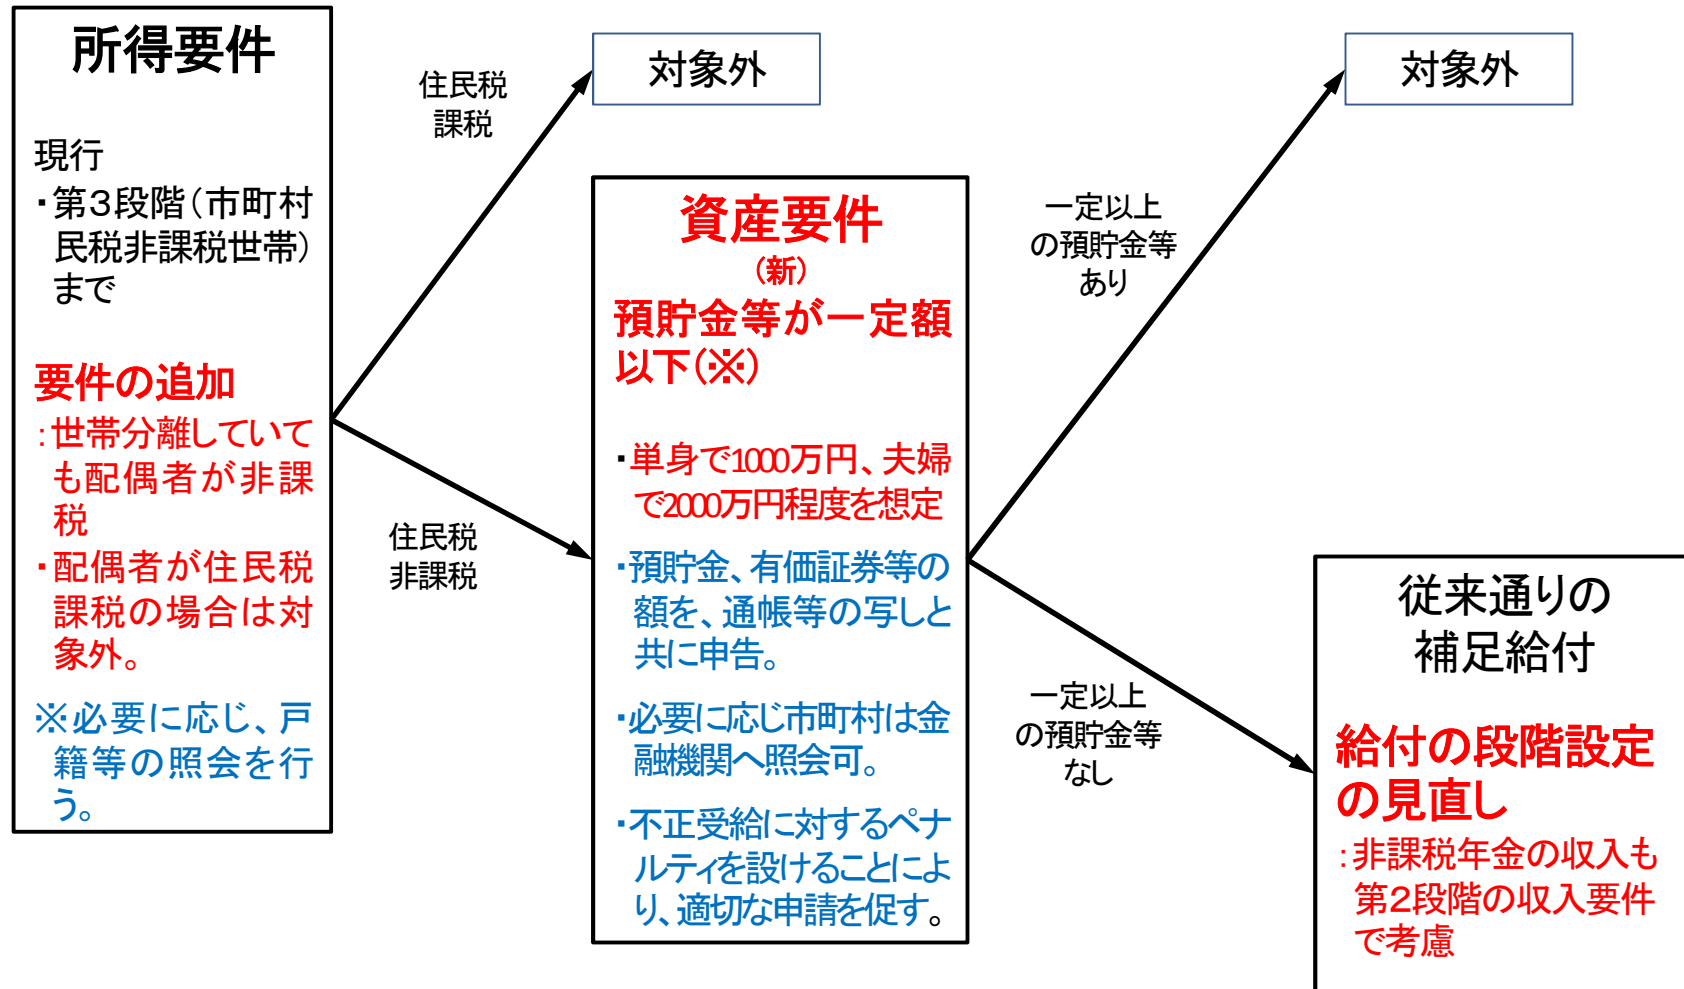 所得要件
現行
・第3段階（市町村
民税非課税世帯）
まで
要件の追加
：世帯分離していて
も配偶者が非課
税
・配偶者が住民税
課税の場合は対
象外。
※必要に応じ、戸
籍等の照会を行
う。
住民税
課税
対象外
住民税
非課税
資産要件
（新）
預貯金等が一定額
以下（※）
・単身で1000万円、夫婦
で2000万円程度を想定
・預貯金、有価証券等の
額を、通帳等の写しと
共に申告。
・必要に応じ市町村は金
融機関へ照会可。
・不正受給に対するペナ
ルティを設けることによ
り、適切な申請を促す。
一定以上
の預貯金等
あり
対象外
一定以上
の預貯金等
なし
従来通りの
補足給付
給付の段階設定
の見直し
：非課税年金の収入も
第2段階の収入要件
で考慮